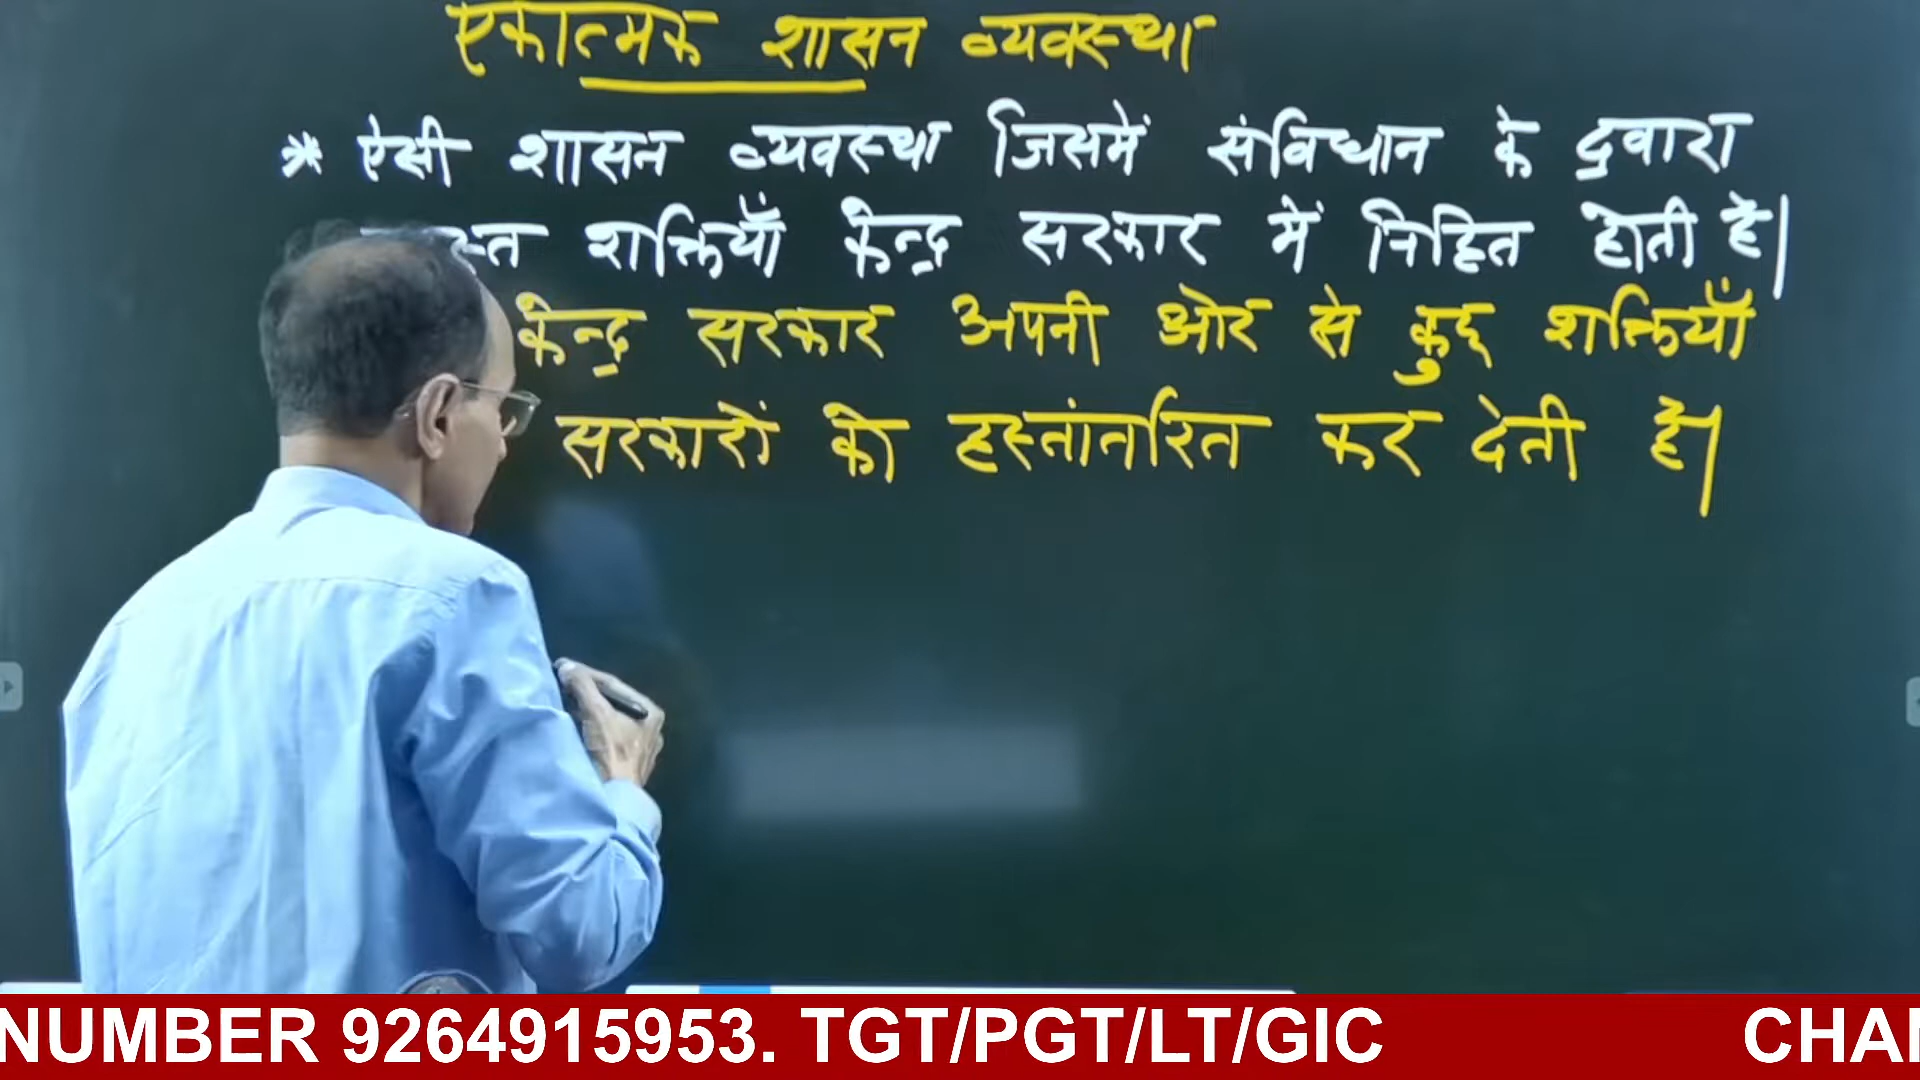 एकात्मक शासन व्यवस्था
* ऐसी शासन व्यवस्था जिसमें संविधान के द्वारा
शक्तियाँ केन्द्र सरकार में निहित होती है|
केन्द्र सरकार अपनी ओर से कुछ शक्तियाँ
सरकारों को हस्तांतरित कर देती है|
NUMBER 9264915953. TGT/PGT/LT/GIC